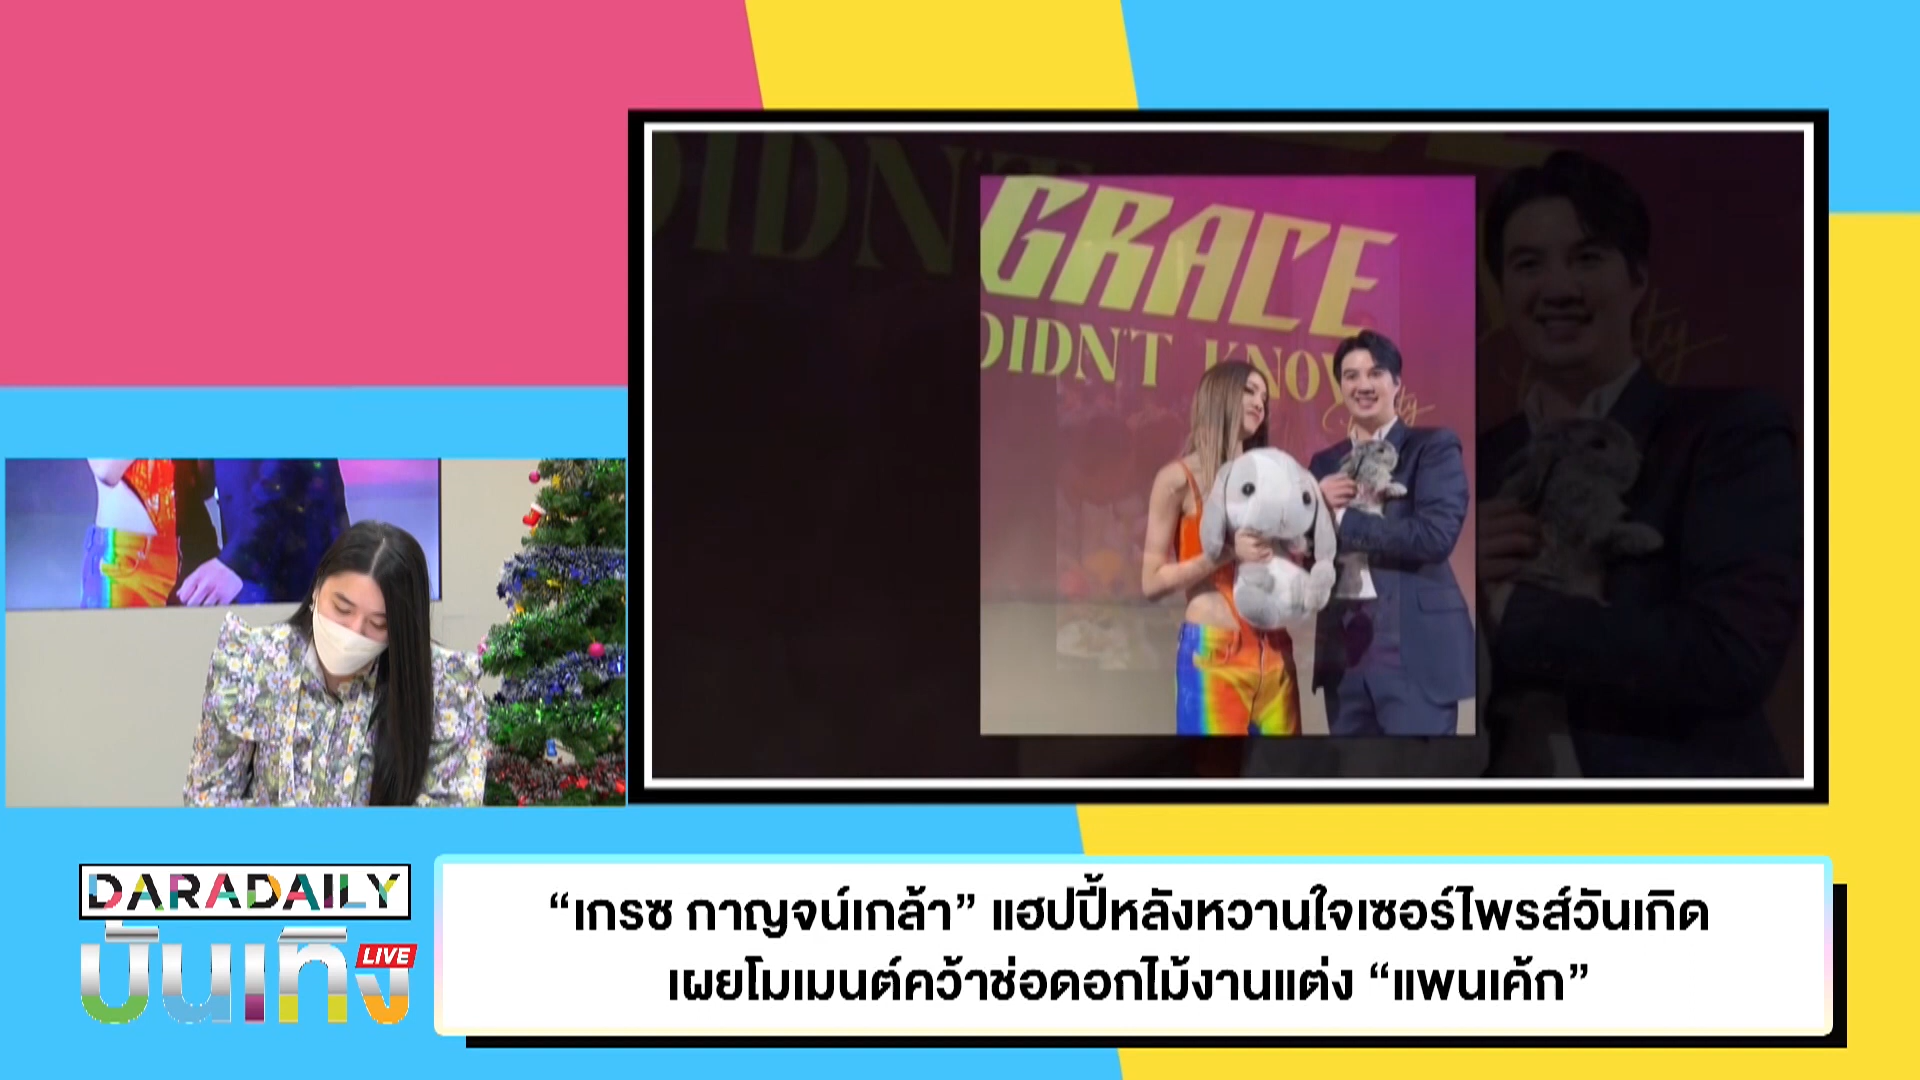 GRACE
DIDN'T KNOW
DIDN'T
DARADAILY
บันเทิง
LIVE
“เกรซ กาญจน์เกล้า” แฮปปี้หลังหวานใจเซอร์ไพรส์วันเกิด
เผยโมเมนต์คว้าช่อดอกไม้งานแต่ง “แพนเค้ก”